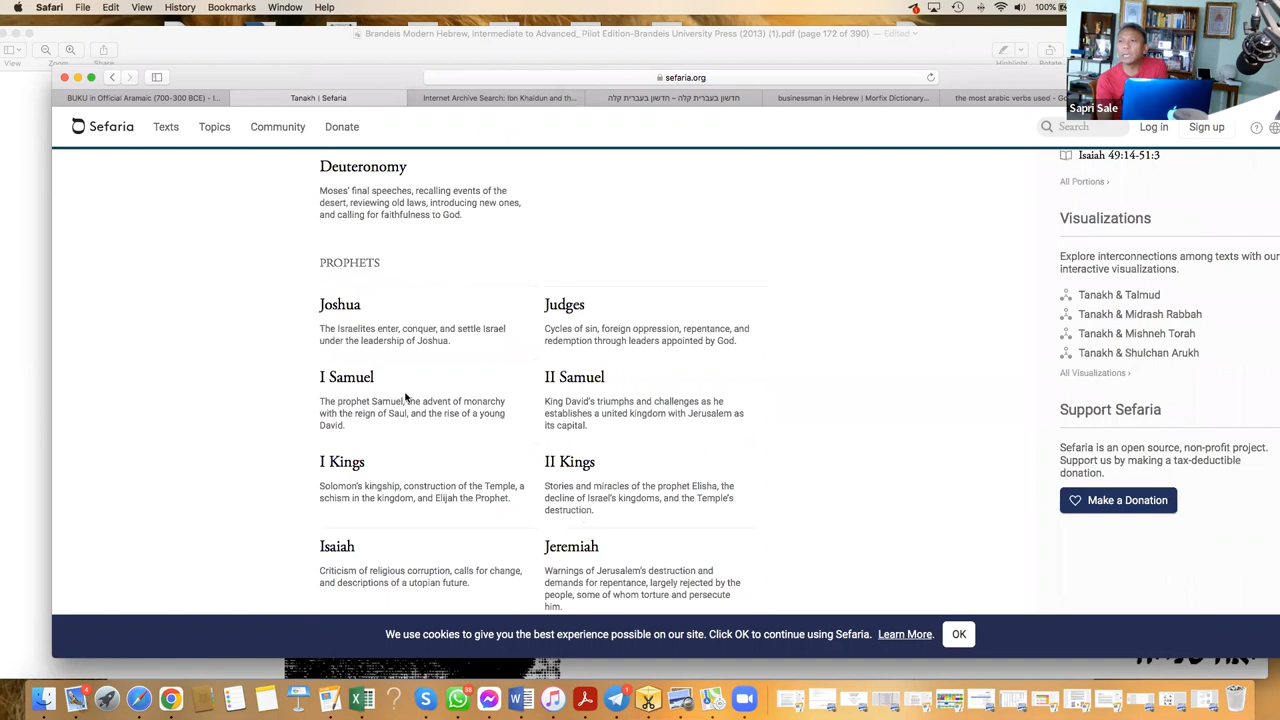 Safari File Edit View History Bookmarks Window Help 100%
Brandeis Modern Hebrew, Intermediate to Advanced_ Pilot Edition-Brandeis University Press (2013) (1).pdf (page 172 of 390) — Edited
View Zoom Share Highlight Rotate
sefaria.org
BUKU in Official Aramaic (700-300 BCE) - I... Tanakh | Sefaria Internet Archive Search: Ibn Khaldun and th... חדשון בעברית קלה – חדשון בעברית קלה businessman in Hebrew | Morfix Dictionary... the most arabic verbs used - Go
Sapri Sale
Sefaria Texts Topics Community Donate Search Log in Sign up
Deuteronomy
Moses' final speeches, recalling events of the
desert, reviewing old laws, introducing new ones,
and calling for faithfulness to God.
PROPHETS
Joshua
The Israelites enter, conquer, and settle Israel
under the leadership of Joshua.
Judges
Cycles of sin, foreign oppression, repentance, and
redemption through leaders appointed by God.
I Samuel
The prophet Samuel, the advent of monarchy
with the reign of Saul, and the rise of a young
David.
II Samuel
King David's triumphs and challenges as he
establishes a united kingdom with Jerusalem as
its capital.
I Kings
Solomon's kingship, construction of the Temple, a
schism in the kingdom, and Elijah the Prophet.
II Kings
Stories and miracles of the prophet Elisha, the
decline of Israel's kingdoms, and the Temple's
destruction.
Isaiah
Criticism of religious corruption, calls for change,
and descriptions of a utopian future.
Jeremiah
Warnings of Jerusalem's destruction and
demands for repentance, largely rejected by the
people, some of whom torture and persecute
him.
Isaiah 49:14-51:3
All Portions ›
Visualizations
Explore interconnections among texts with our
interactive visualizations.
Tanakh & Talmud
Tanakh & Midrash Rabbah
Tanakh & Mishneh Torah
Tanakh & Shulchan Arukh
All Visualizations ›
Support Sefaria
Sefaria is an open source, non-profit project.
Support us by making a tax-deductible
donation.
Make a Donation
We use cookies to give you the best experience possible on our site. Click OK to continue using Sefaria. Learn More. OK